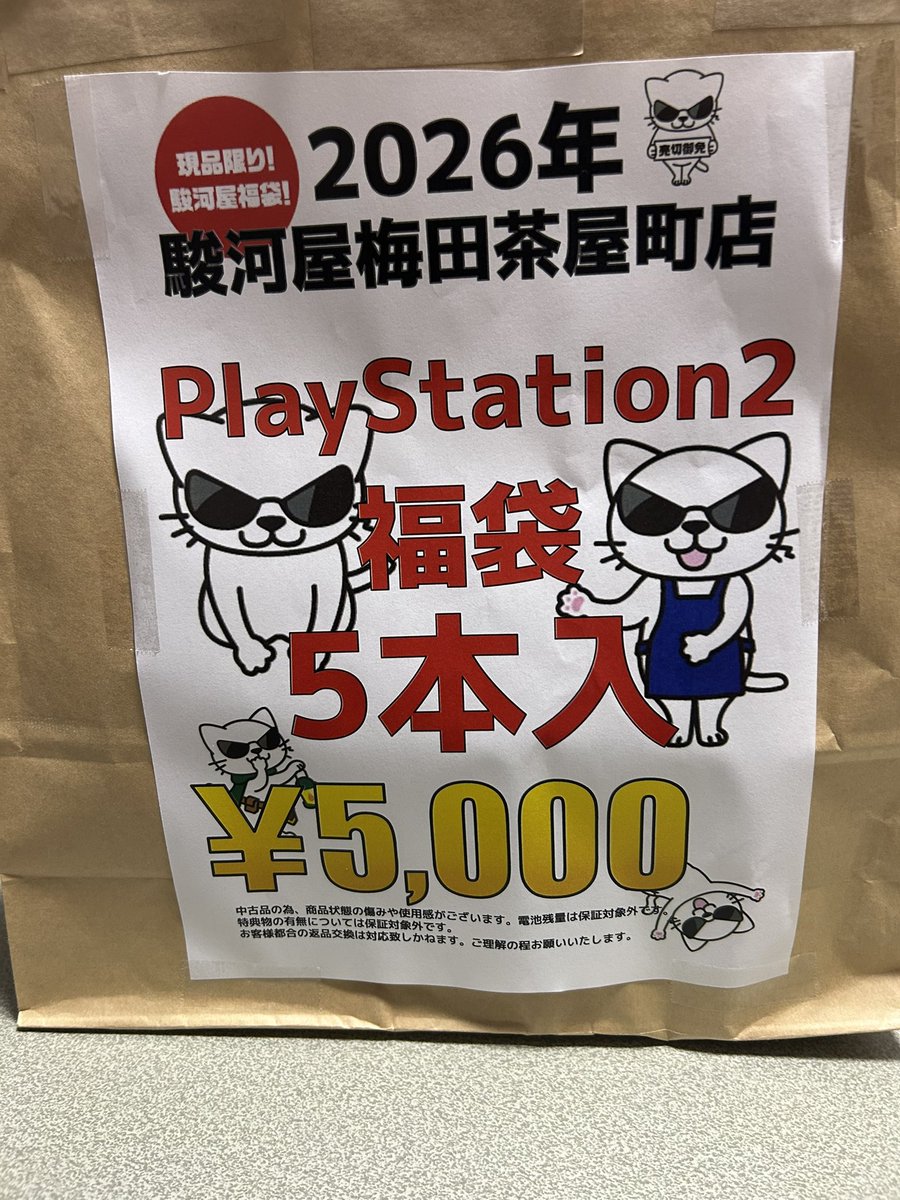 現品限り!
駿河屋福袋!
2026年
売切御免
駿河屋梅田茶屋町店
PlayStation2
福袋
5本入
¥5,000
中古品の為、商品状態の傷みや使用感がございます。電池残量は保証対象外です。
特典物の有無については保証対象外です。
お客様都合の返品交換は対応致しかねます。ご理解の程お願いいたします。